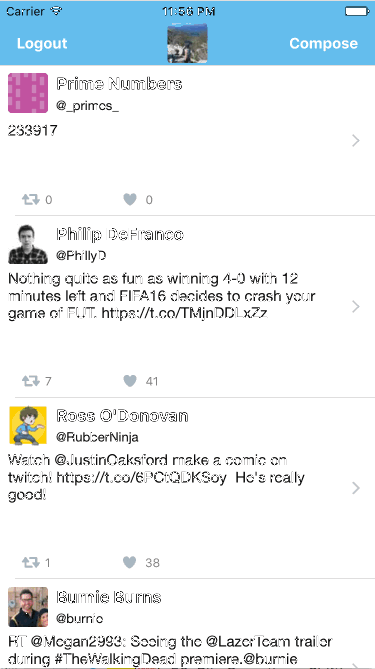 Carrier 11:56 PM
Logout Compose
Prime Numbers
@_primes_
233917
0 0
Philip DeFranco
@PhillyD
Nothing quite as fun as winning 4-0 with 12
minutes left and FIFA16 decides to crash your
game of FUT. https://t.co/TMjnDDLxZz
7 41
Ross O'Donovan
@RubberNinja
Watch @JustinOaksford make a comic on
twitch! https://t.co/6PCtQDKSoy He's really
good!
1 38
Burnie Burns
@burnie
RT @Megan2993: Seeing the @LazerTeam trailer
during #TheWalkingDead premiere.@burnie